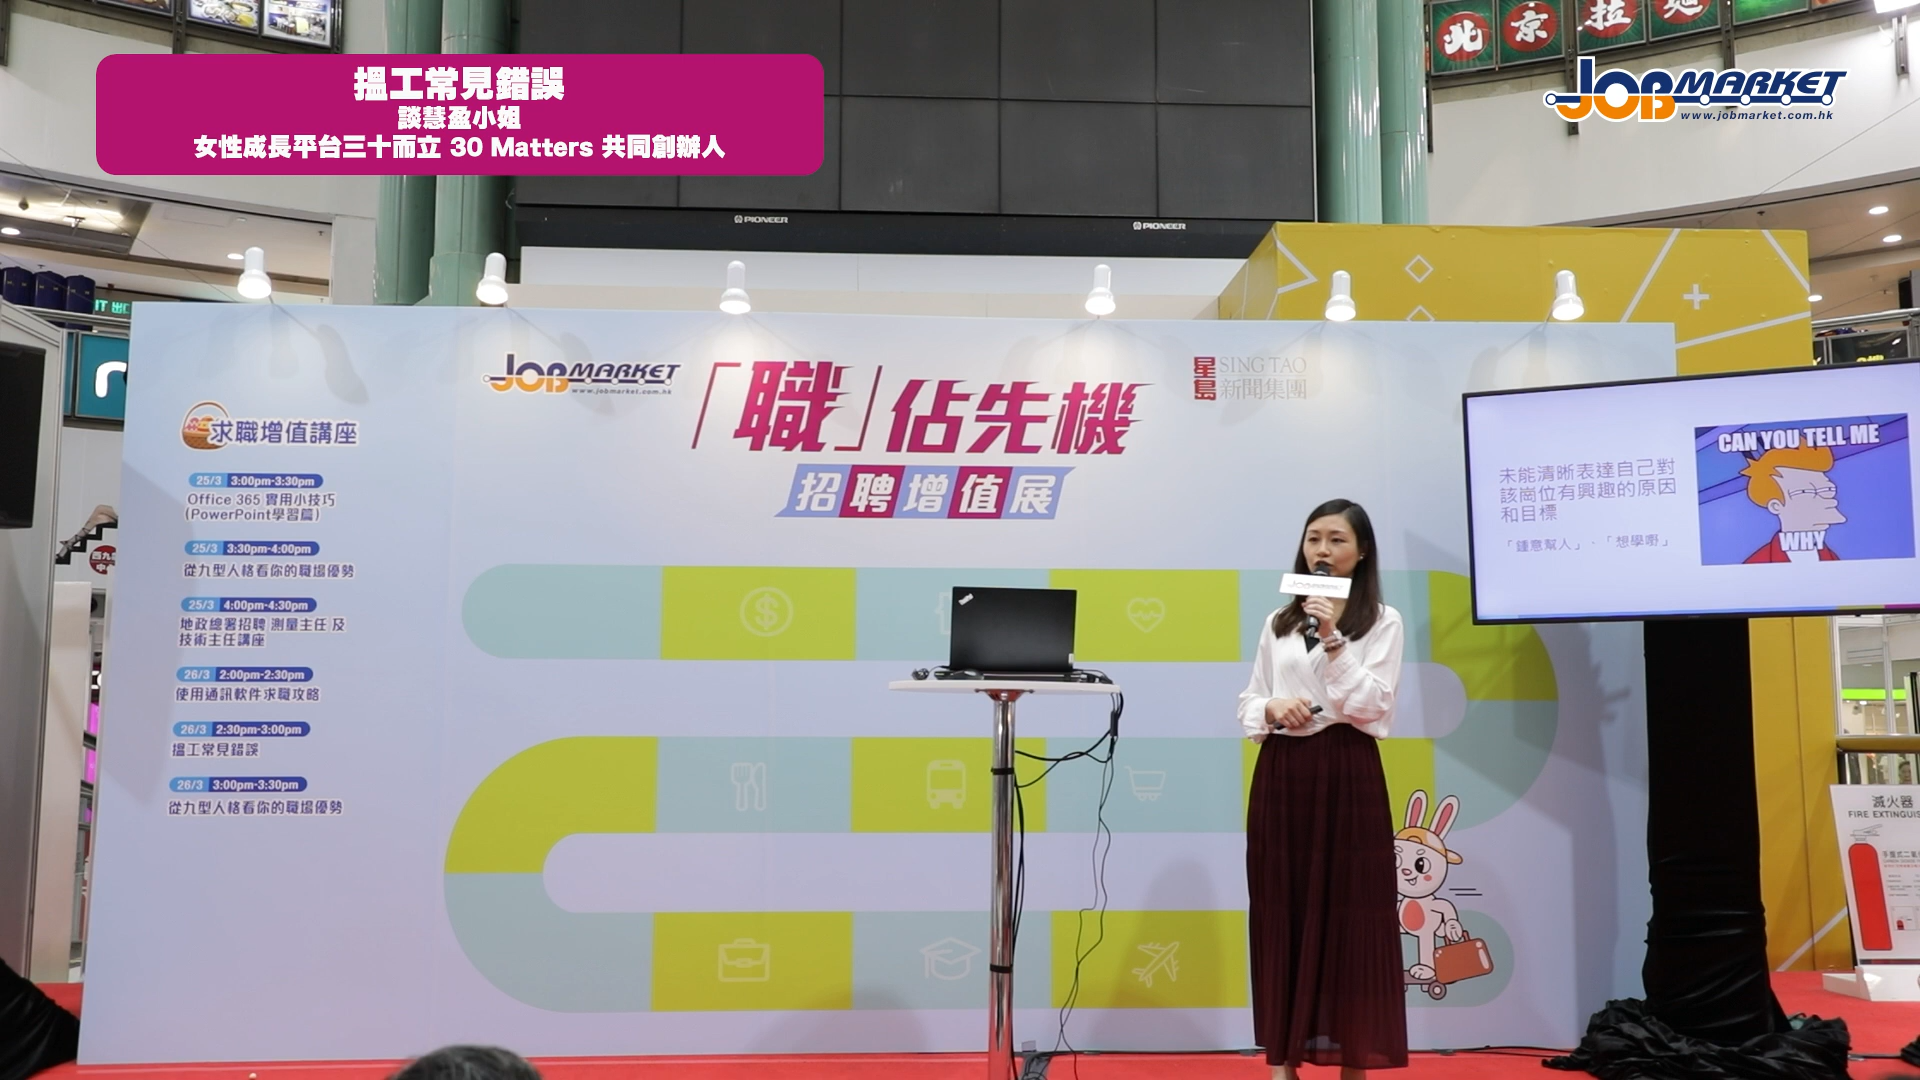 搵工常見錯誤
談慧盈小姐
女性成長平台三十而立 30 Matters 共同創辦人
JOBMARKET
www.jobmarket.com.hk
北京拉麵
PIONEER
PIONEER
IT 出口
JOBMARKET
www.jobmarket.com.hk
「職」佔先機
招聘增值展
星島
SING TAO
新聞集團
求職增值講座
25/3 3:00pm-3:30pm
Office 365 實用小技巧
(PowerPoint學習篇)
25/3 3:30pm-4:00pm
從九型人格看你的職場優勢
25/3 4:00pm-4:30pm
地政總署招聘 測量主任 及
技術主任講座
26/3 2:00pm-2:30pm
使用通訊軟件求職攻略
26/3 2:30pm-3:00pm
搵工常見錯誤
26/3 3:00pm-3:30pm
從九型人格看你的職場優勢
CAN YOU TELL ME
WHY
未能清晰表達自己對
該崗位有興趣的原因
和目標
「鍾意幫人」、「想學嘢」
JOBMARKET
滅火器
FIRE EXTINGUIS